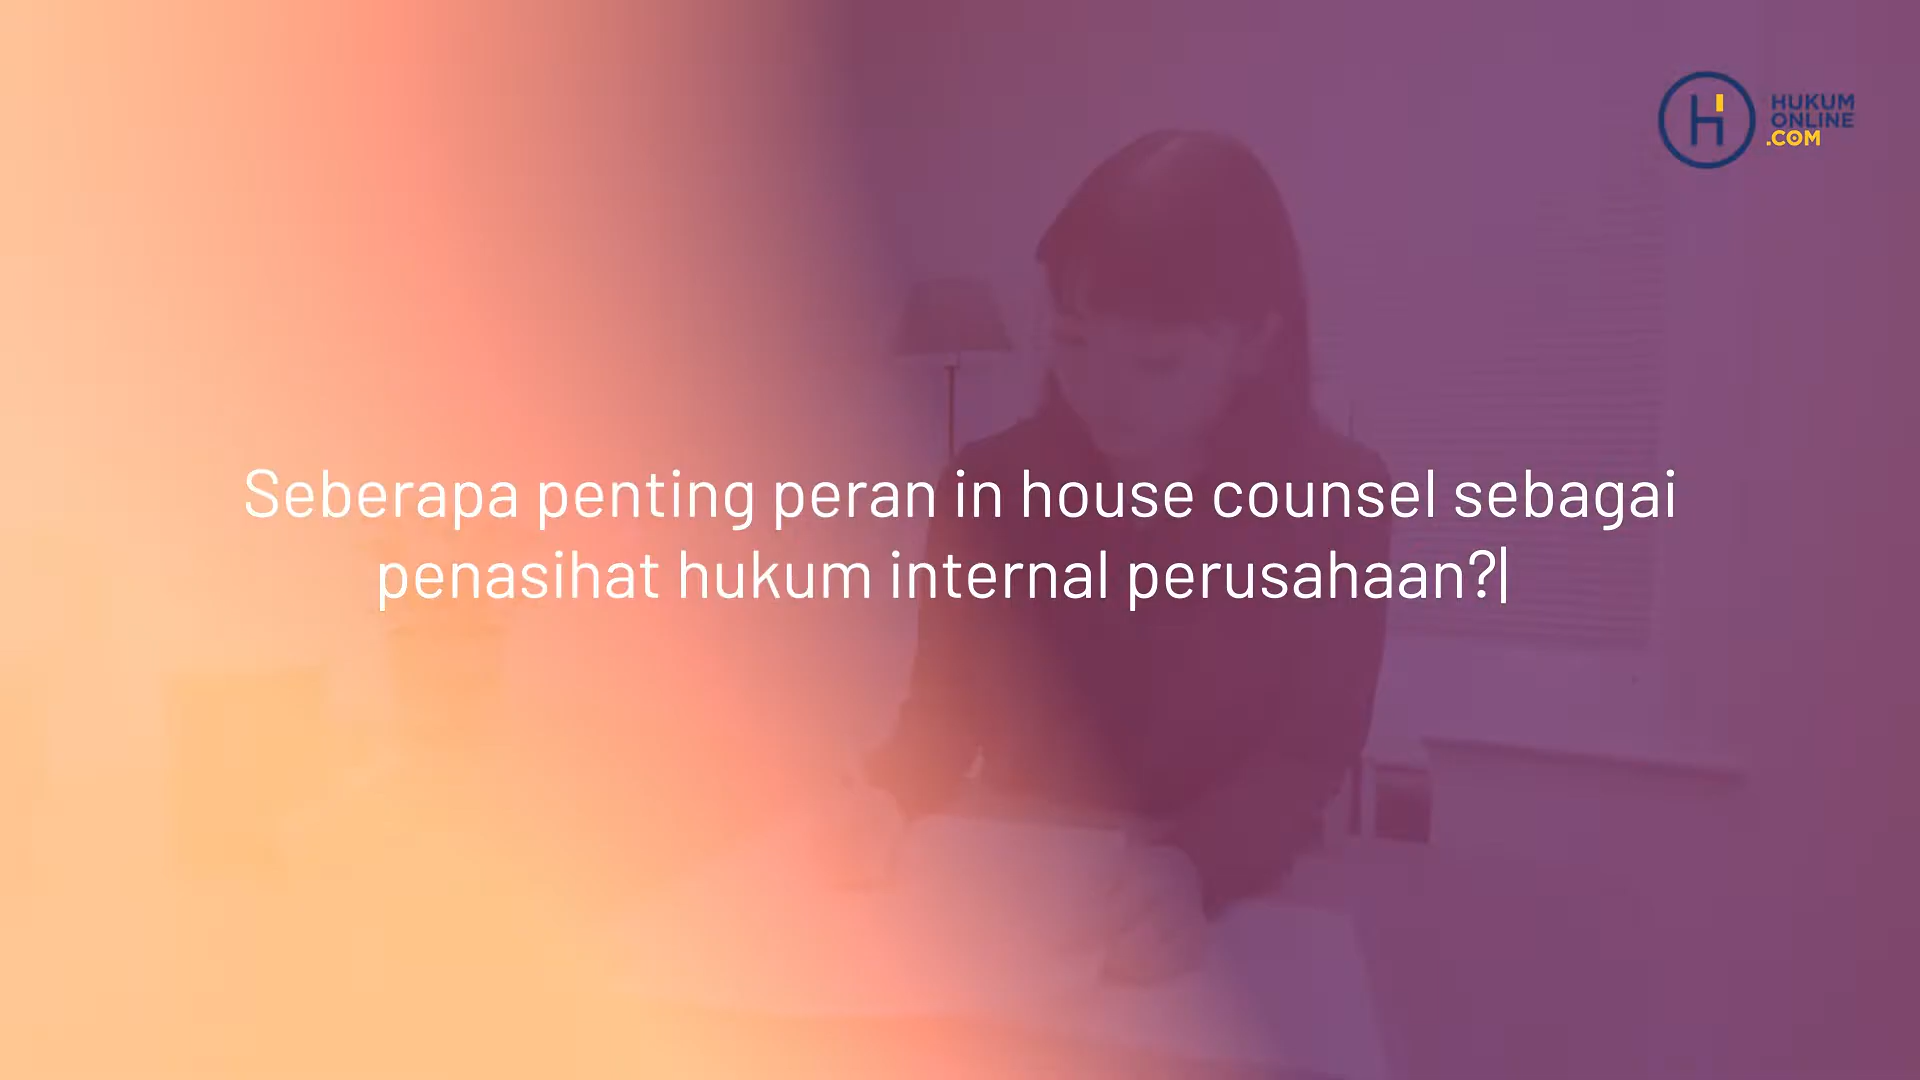 HUKUM
ONLINE
.COM
Seberapa penting peran in house counsel sebagai
penasihat hukum internal perusahaan?|